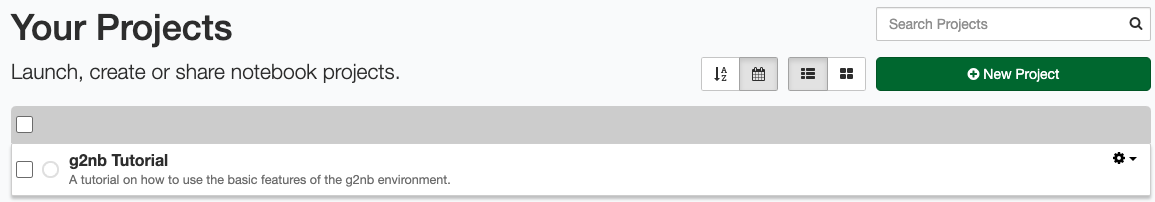 Your Projects
Search Projects
Launch, create or share notebook projects.
New Project
g2nb Tutorial
A tutorial on how to use the basic features of the g2nb environment.